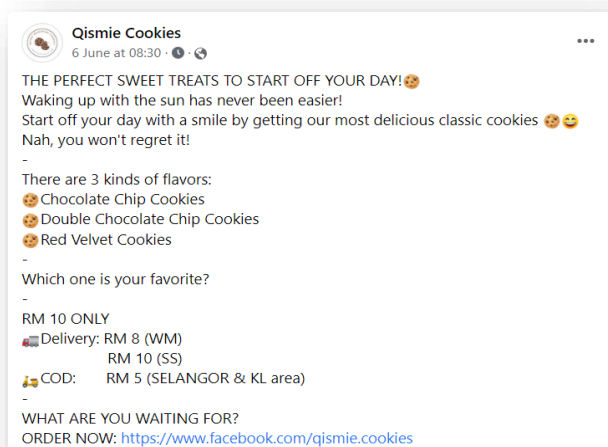 Qismie Cookies
6 June at 08:30 ·
THE PERFECT SWEET TREATS TO START OFF YOUR DAY!🍪
Waking up with the sun has never been easier!
Start off your day with a smile by getting our most delicious classic cookies 🍪😄
Nah, you won't regret it!
-
There are 3 kinds of flavors:
🍪Chocolate Chip Cookies
🍪Double Chocolate Chip Cookies
🍪Red Velvet Cookies
-
Which one is your favorite?
-
RM 10 ONLY
🚛Delivery: RM 8 (WM)
RM 10 (SS)
🛵COD: RM 5 (SELANGOR & KL area)
-
WHAT ARE YOU WAITING FOR?
ORDER NOW: https://www.facebook.com/qismie.cookies